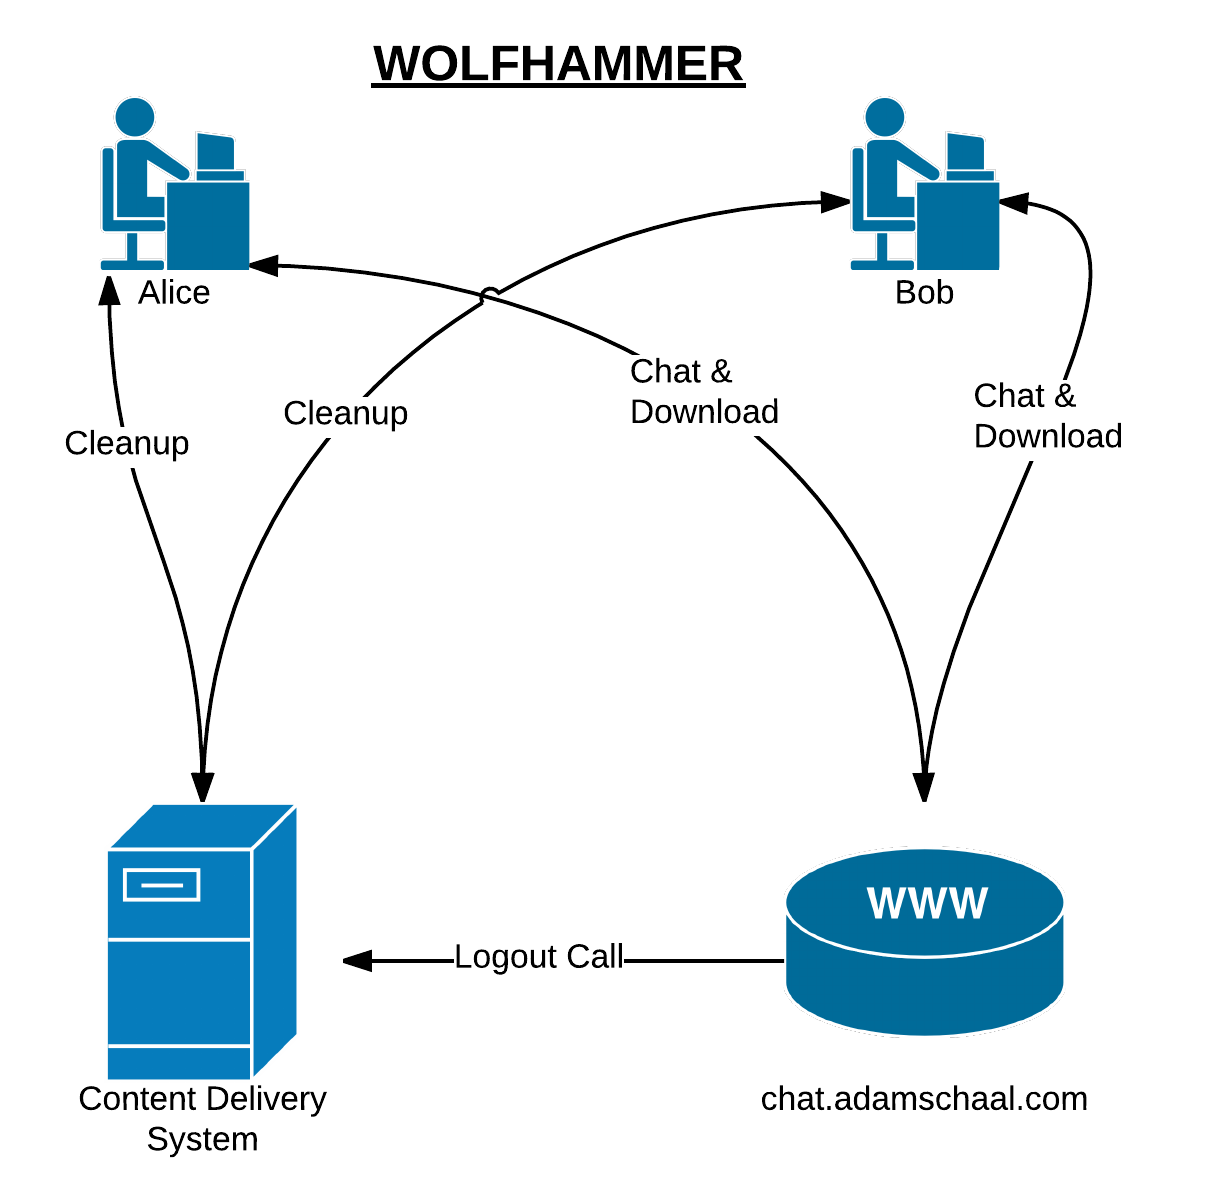 WOLFHAMMER
Alice
Bob
Chat &
Download
Chat &
Download
Cleanup
Cleanup
WWW
Logout Call
Content Delivery
System
chat.adamschaal.com